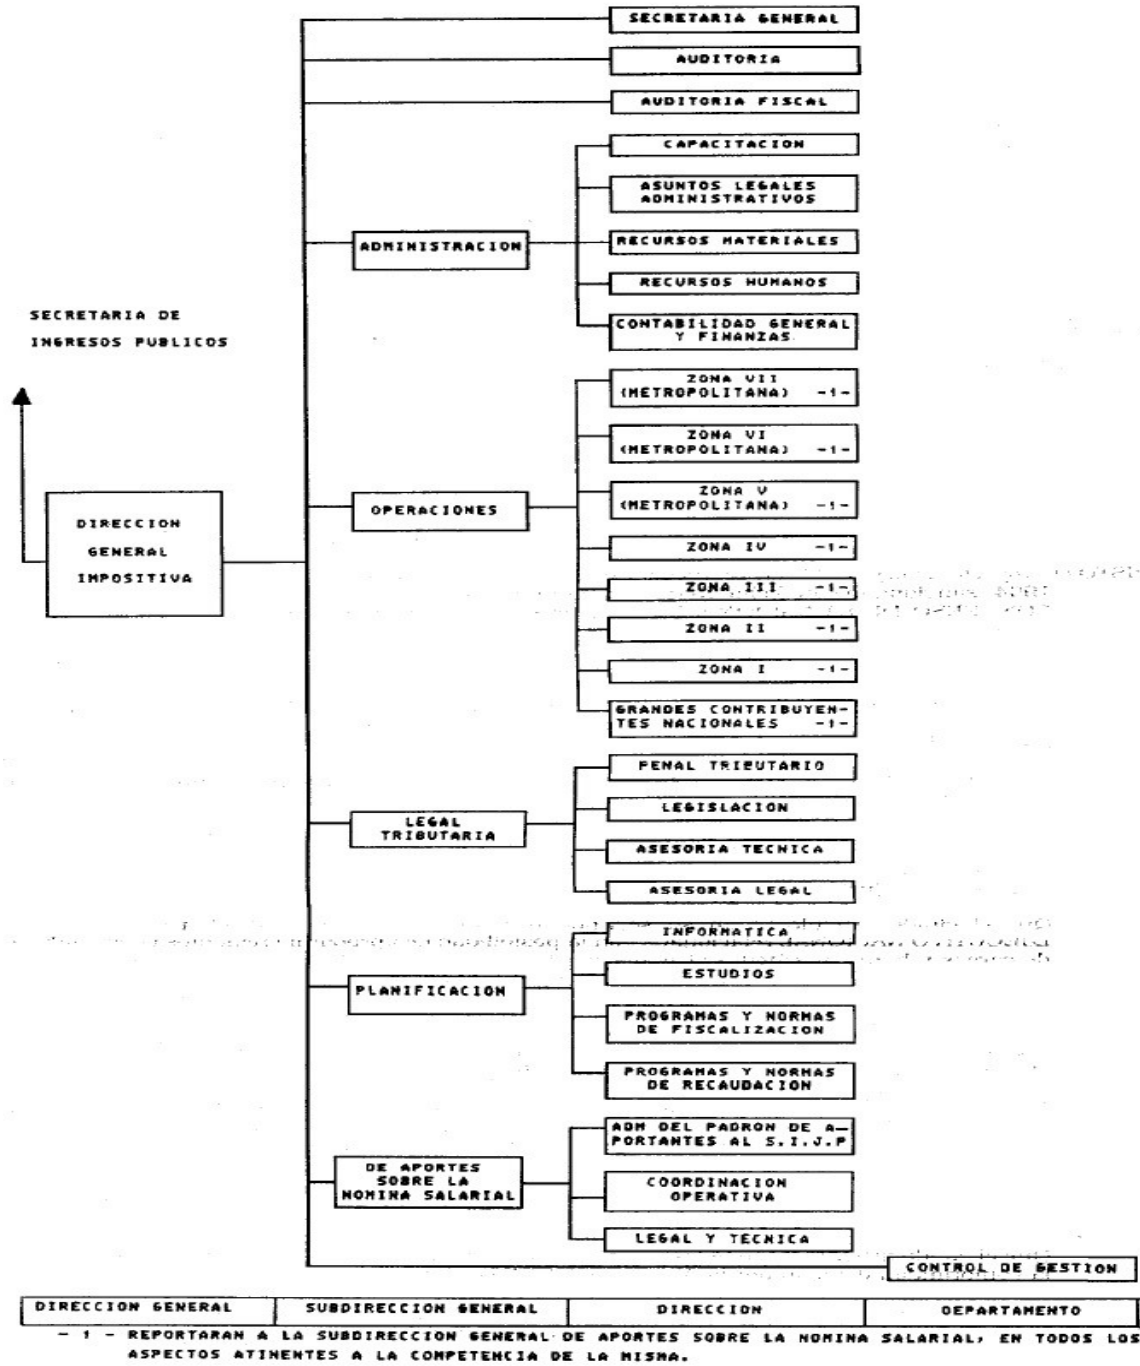 SECRETARIA GENERAL
AUDITORIA
AUDITORIA FISCAL
CAPACITACION
ASUNTOS LEGALES
ADMINISTRATIVOS
ADMINISTRACION
RECURSOS MATERIALES
RECURSOS HUMANOS
CONTABILIDAD GENERAL
Y FINANZAS
SECRETARIA DE
INGRESOS PUBLICOS
ZONA VII
(METROPOLITANA) -1-
ZONA VI
(METROPOLITANA) -1-
ZONA V
(METROPOLITANA) -1-
OPERACIONES
ZONA IV -1-
ZONA III -1-
ZONA II -1-
ZONA I -1-
GRANDES CONTRIBUYEN-
TES NACIONALES -1-
DIRECCION
GENERAL
IMPOSITIVA
PENAL TRIBUTARIO
LEGISLACION
LEGAL
TRIBUTARIA
ASESORIA TECNICA
ASESORIA LEGAL
INFORMATICA
ESTUDIOS
PLANIFICACION
PROGRAMAS Y NORMAS
DE FISCALIZACION
PROGRAMAS Y NORMAS
DE RECAUDACION
ADM DEL PADRON DE A-
PORTANTES AL S.I.J.P
DE APORTES
SOBRE LA
NOMINA SALARIAL
COORDINACION
OPERATIVA
LEGAL Y TECNICA
CONTROL DE GESTION
DIRECCION GENERAL SUBDIRECCION GENERAL DIRECCION DEPARTAMENTO
- 1 - REPORTARAN A LA SUBDIRECCION GENERAL DE APORTES SOBRE LA NOMINA SALARIAL, EN TODOS LOS
ASPECTOS ATINENTES A LA COMPETENCIA DE LA MISMA.